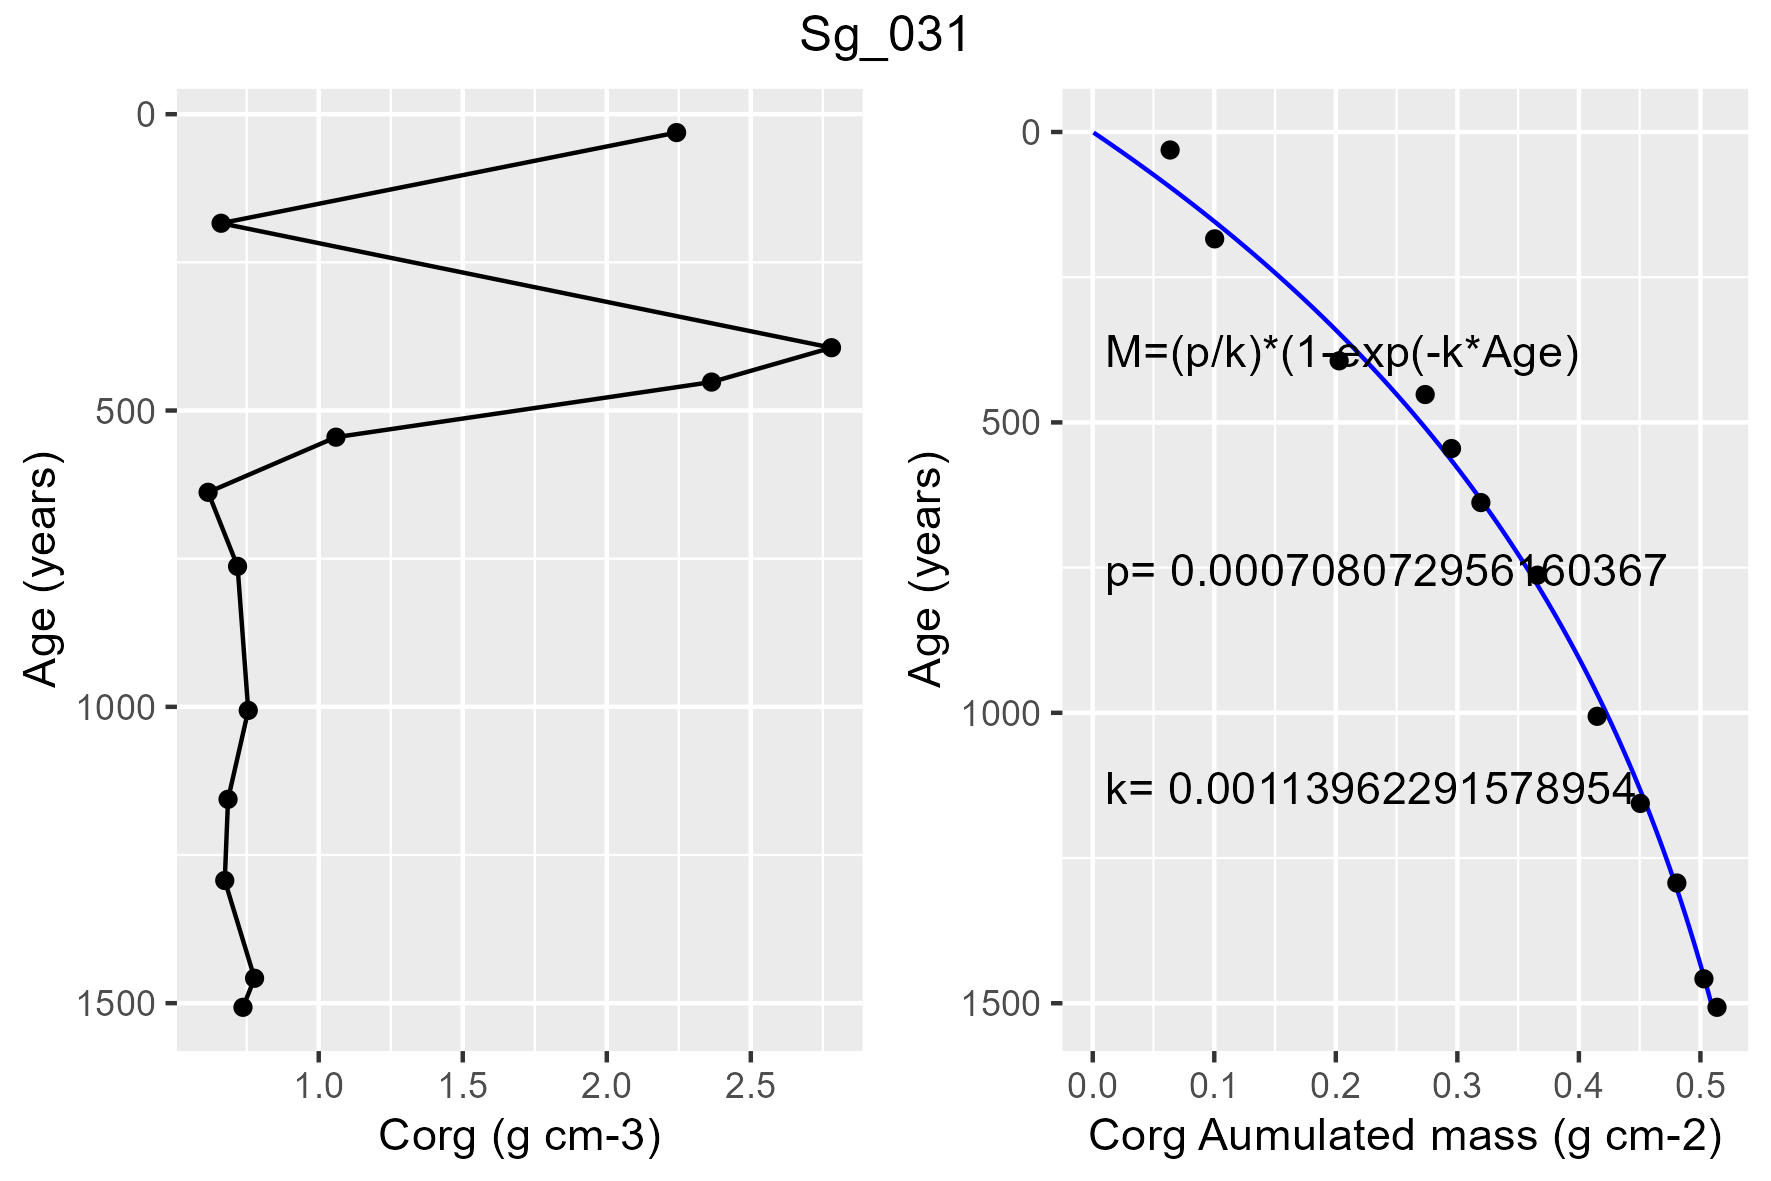 Sg_031
0
500
1000
1500
Age (years)
1.0 1.5 2.0 2.5
Corg (g cm-3)
0
500
1000
1500
Age (years)
M=(p/k)*(1-exp(-k*Age)
p= 0.000708072956160367
k= 0.00113962291578954
0.0 0.1 0.2 0.3 0.4 0.5
Corg Aumulated mass (g cm-2)